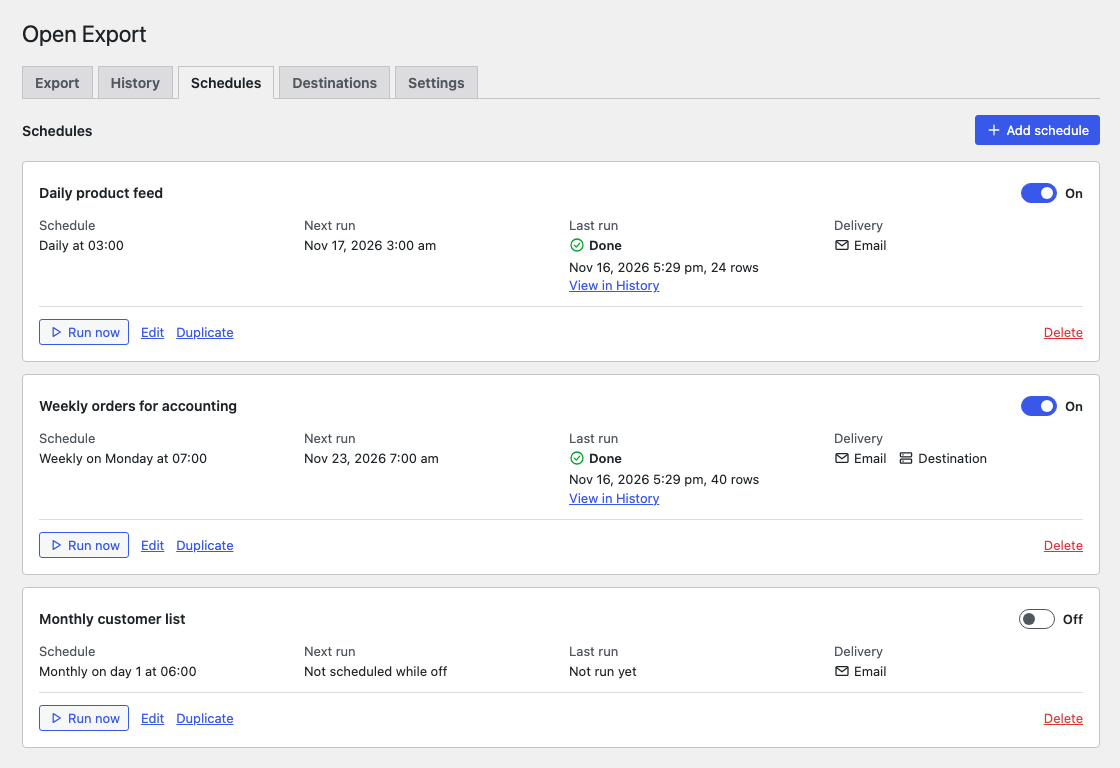 Open Export
Export History Schedules Destinations Settings
Schedules
+ Add schedule
Daily product feed
On
Schedule Next run Last run Delivery
Daily at 03:00 Nov 17, 2026 3:00 am Done Email
Nov 16, 2026 5:29 pm, 24 rows
View in History
Run now Edit Duplicate Delete
Weekly orders for accounting
On
Schedule Next run Last run Delivery
Weekly on Monday at 07:00 Nov 23, 2026 7:00 am Done Email Destination
Nov 16, 2026 5:29 pm, 40 rows
View in History
Run now Edit Duplicate Delete
Monthly customer list
Off
Schedule Next run Last run Delivery
Monthly on day 1 at 06:00 Not scheduled while off Not run yet Email
Run now Edit Duplicate Delete